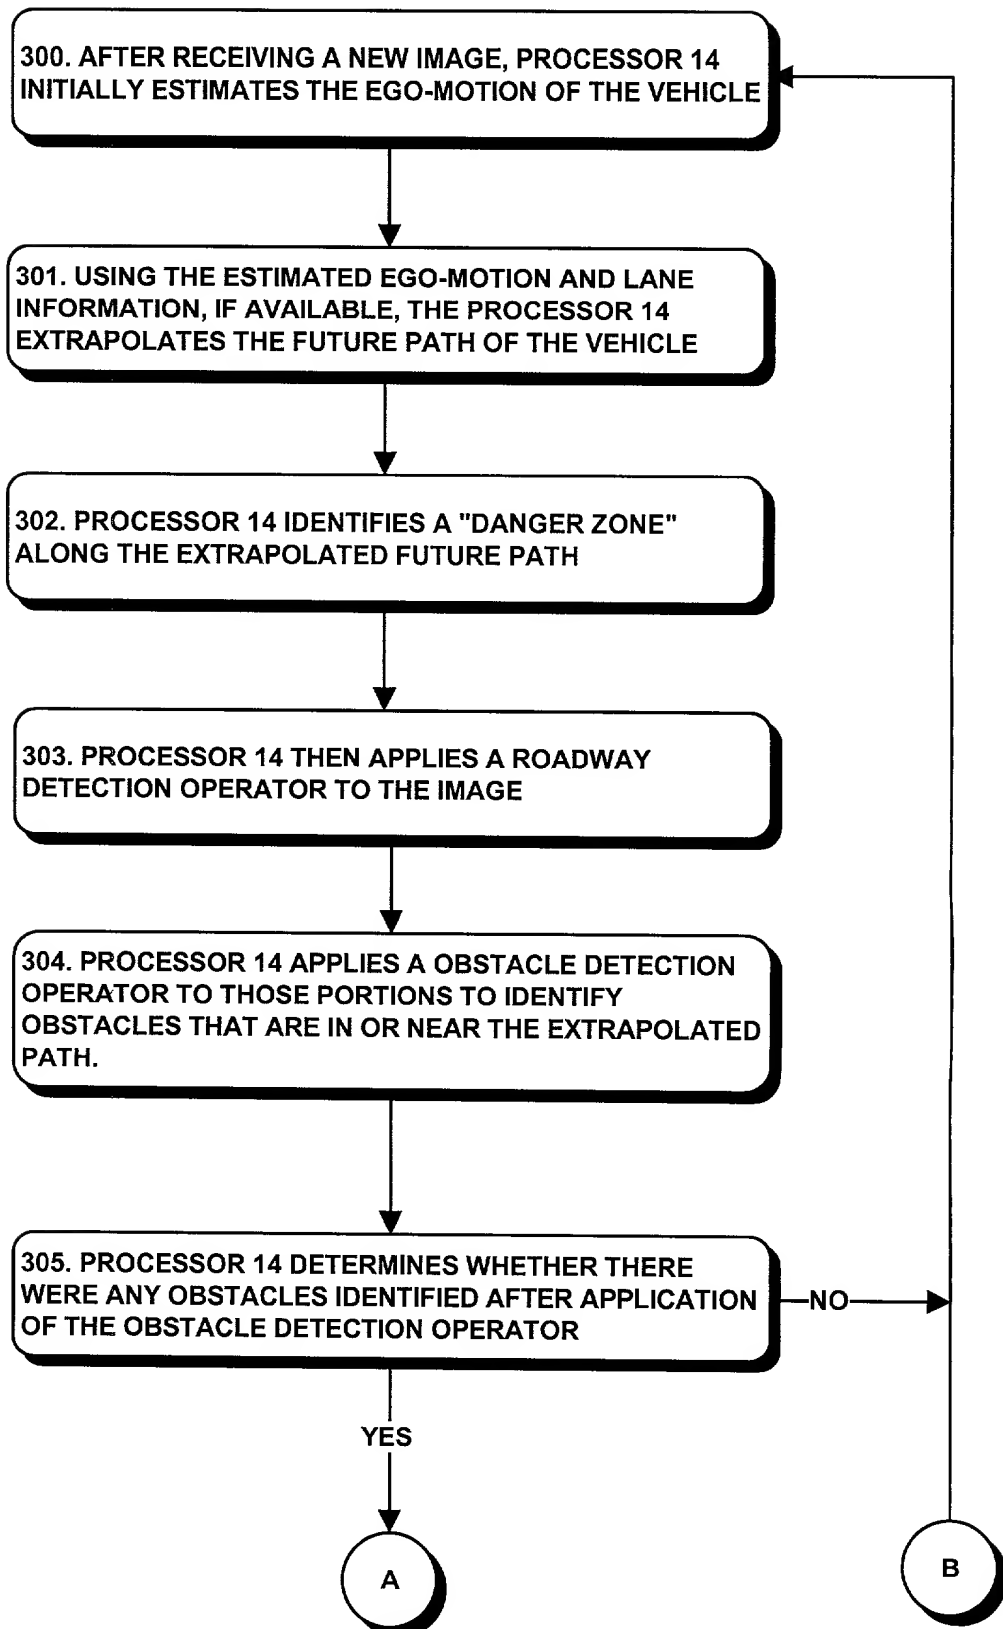 300. AFTER RECEIVING A NEW IMAGE, PROCESSOR 14
INITIALLY ESTIMATES THE EGO-MOTION OF THE VEHICLE
301. USING THE ESTIMATED EGO-MOTION AND LANE
INFORMATION, IF AVAILABLE, THE PROCESSOR 14
EXTRAPOLATES THE FUTURE PATH OF THE VEHICLE
302. PROCESSOR 14 IDENTIFIES A "DANGER ZONE"
ALONG THE EXTRAPOLATED FUTURE PATH
303. PROCESSOR 14 THEN APPLIES A ROADWAY
DETECTION OPERATOR TO THE IMAGE
304. PROCESSOR 14 APPLIES A OBSTACLE DETECTION
OPERATOR TO THOSE PORTIONS TO IDENTIFY
OBSTACLES THAT ARE IN OR NEAR THE EXTRAPOLATED
PATH.
305. PROCESSOR 14 DETERMINES WHETHER THERE
WERE ANY OBSTACLES IDENTIFIED AFTER APPLICATION
OF THE OBSTACLE DETECTION OPERATOR
NO
YES
A
B